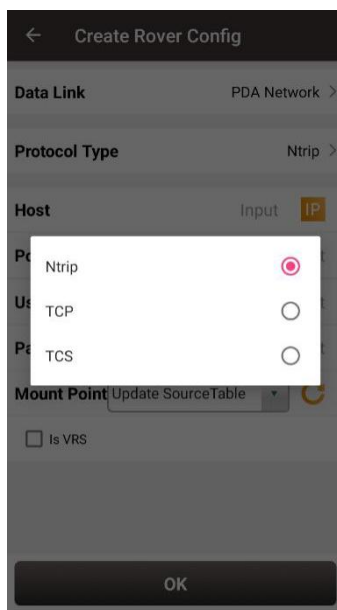 Create Rover Config
Data Link PDA Network
Protocol Type Ntrip
Host Input IP
Ntrip
TCP
TCS
Mount Point Update SourceTable
Is VRS
OK